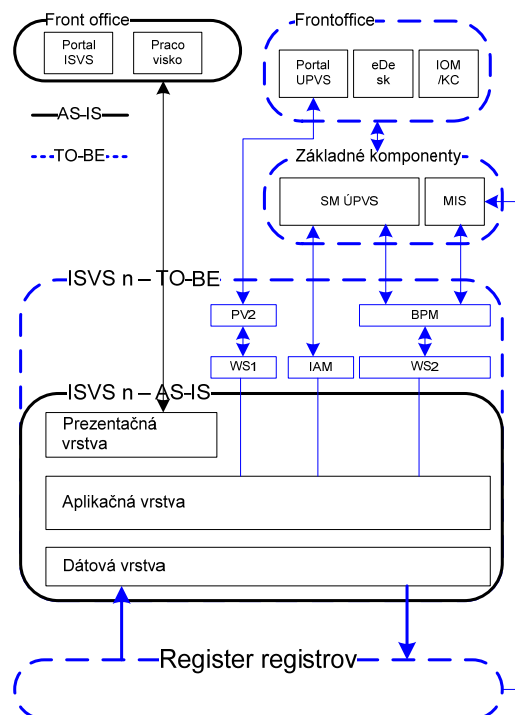 Front office
Portal
ISVS
Praco
visko
AS-IS
TO-BE
Frontoffice
Portal
UPVS
eDe
sk
IOM
/KC
Základné komponenty
SM ÚPVS
MIS
ISVS n – TO-BE
PV2
BPM
WS1
IAM
WS2
ISVS n – AS-IS
Prezentačná
vrstva
Aplikačná vrstva
Dátová vrstva
Register registrov